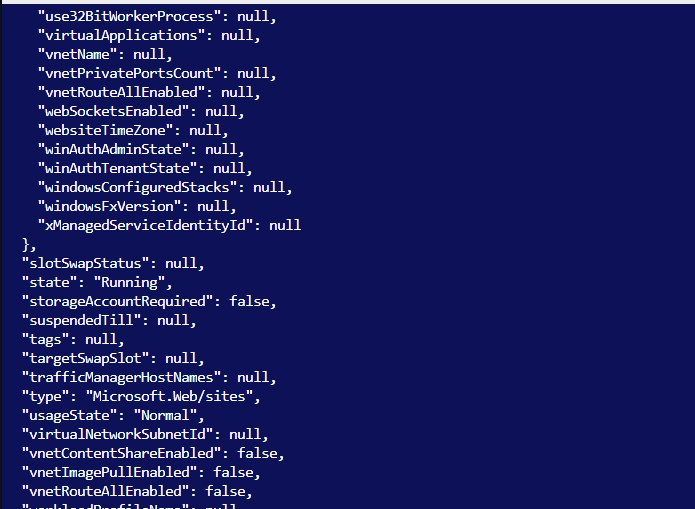 "use32BitWorkerProcess": null,
"virtualApplications": null,
"vnetName": null,
"vnetPrivatePortsCount": null,
"vnetRouteAllEnabled": null,
"webSocketsEnabled": null,
"websiteTimeZone": null,
"winAuthAdminState": null,
"winAuthTenantState": null,
"windowsConfiguredStacks": null,
"windowsFxVersion": null,
"xManagedServiceIdentityId": null
},
"slotSwapStatus": null,
"state": "Running",
"storageAccountRequired": false,
"suspendedTill": null,
"tags": null,
"targetSwapSlot": null,
"trafficManagerHostNames": null,
"type": "Microsoft.Web/sites",
"usageState": "Normal",
"virtualNetworkSubnetId": null,
"vnetContentShareEnabled": false,
"vnetImagePullEnabled": false,
"vnetRouteAllEnabled": false,